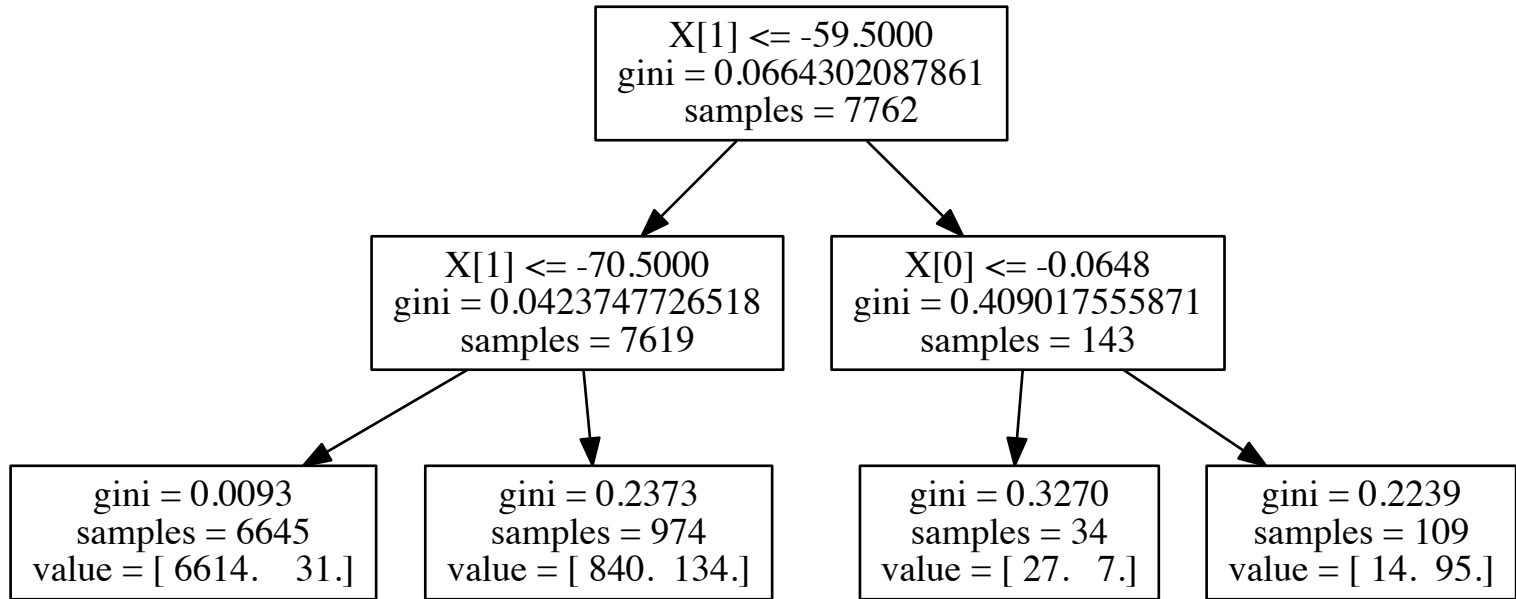 X[1] <= -59.5000
gini = 0.0664302087861
samples = 7762
X[1] <= -70.5000
gini = 0.0423747726518
samples = 7619
X[0] <= -0.0648
gini = 0.409017555871
samples = 143
gini = 0.0093
samples = 6645
value = [ 6614.    31.]
gini = 0.2373
samples = 974
value = [ 840.  134.]
gini = 0.3270
samples = 34
value = [ 27.   7.]
gini = 0.2239
samples = 109
value = [ 14.  95.]